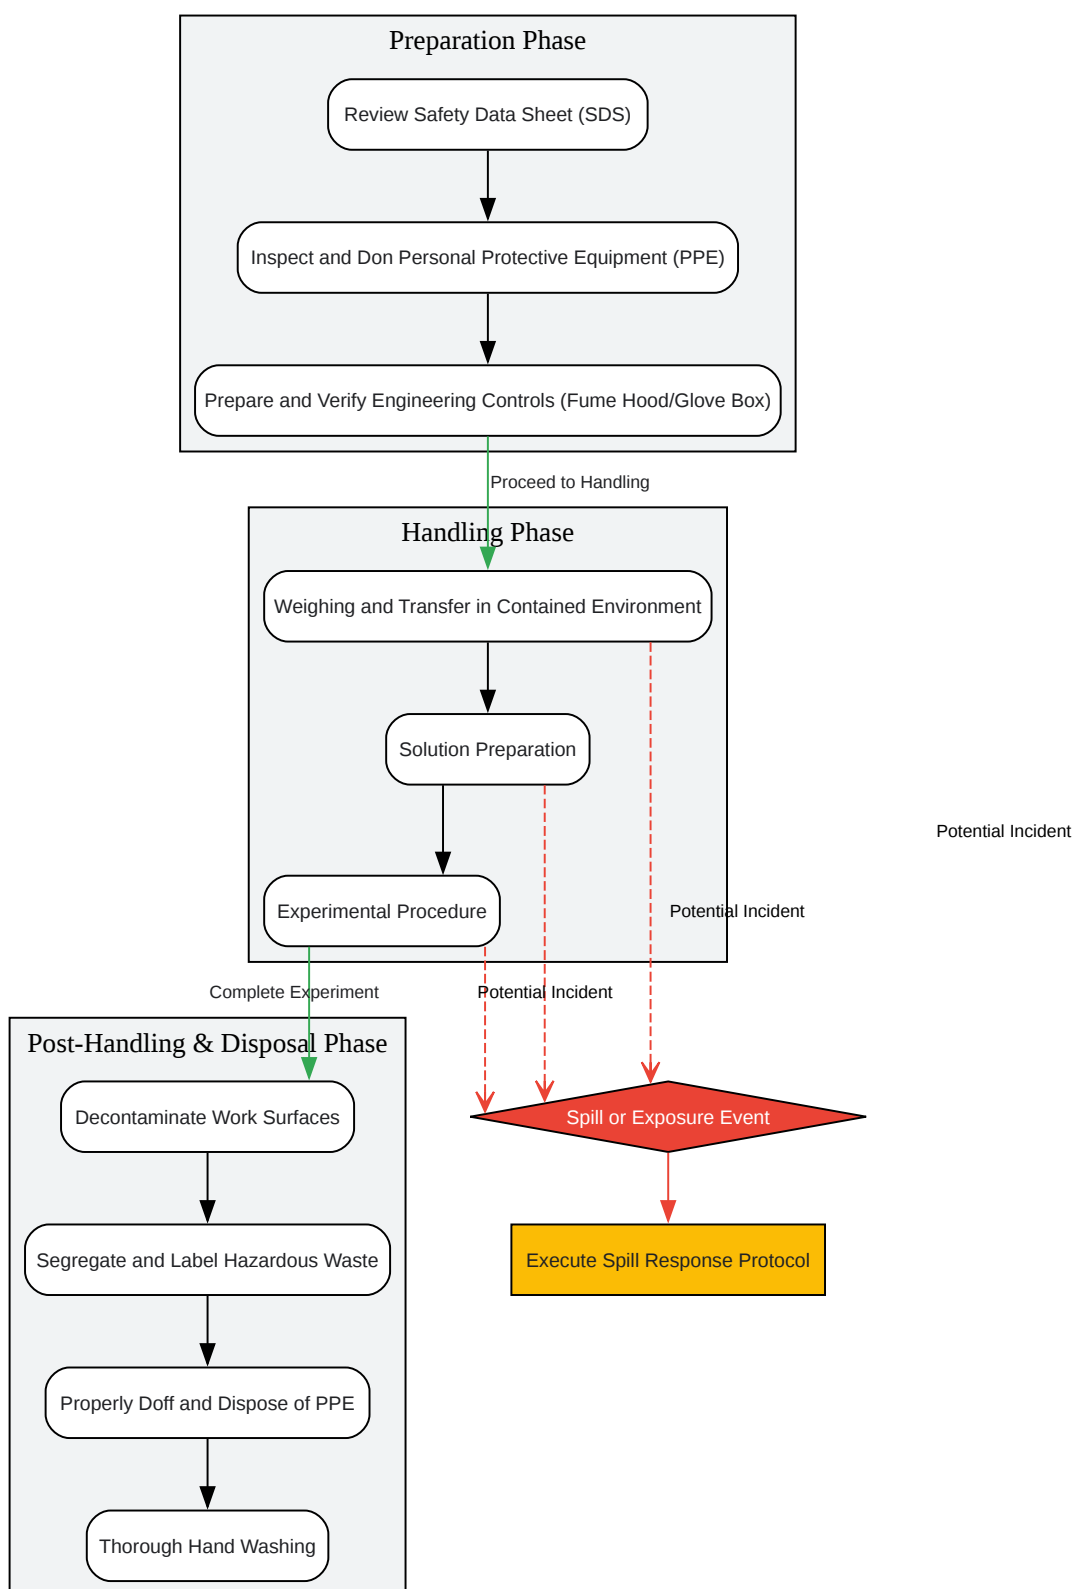 Preparation Phase
Review Safety Data Sheet (SDS)
Inspect and Don Personal Protective Equipment (PPE)
Prepare and Verify Engineering Controls (Fume Hood/Glove Box)
Proceed to Handling
Handling Phase
Weighing and Transfer in Contained Environment
Solution Preparation
Potential Incident
Experimental Procedure
Potential Incident
Complete Experiment
Potential Incident
Post-Handling & Disposal Phase
Decontaminate Work Surfaces
Spill or Exposure Event
Segregate and Label Hazardous Waste
Execute Spill Response Protocol
Properly Doff and Dispose of PPE
Thorough Hand Washing